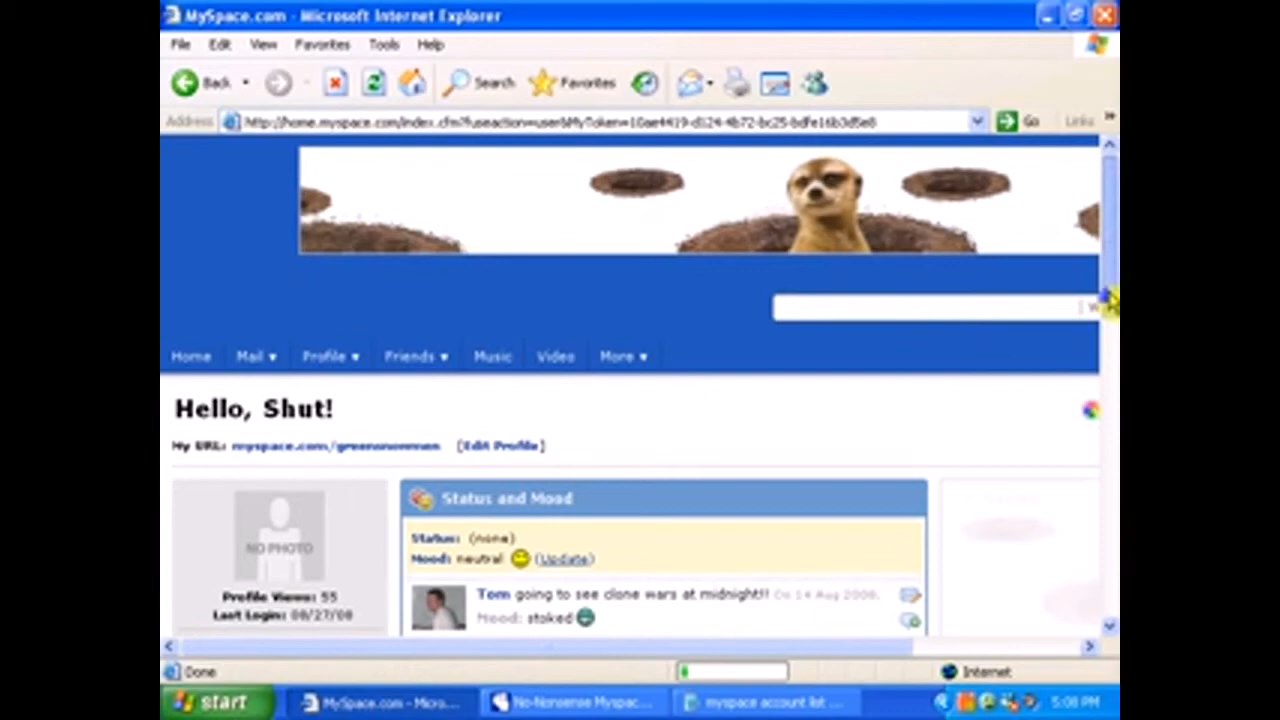 MySpace.com - Microsoft Internet Explorer
File Edit View Favorites Tools Help
Back Search Favorites
Address Go Links »
Home Mail ▾ Profile ▾ Friends ▾ Music Video More ▾
Hello, Shut!
My URL: [Edit Profile]
Status and Mood
NO PHOTO
Status: (none)
Mood: neutral (Update)
Profile Views: 55
Last Login: 08/27/08
Tom going to see clone wars at midnight!! On 14 Aug 2008.
Mood: stoked
Done Internet
start MySpace.com - Micro... No-Nonsense Myspac... myspace account list ... 5:08 PM